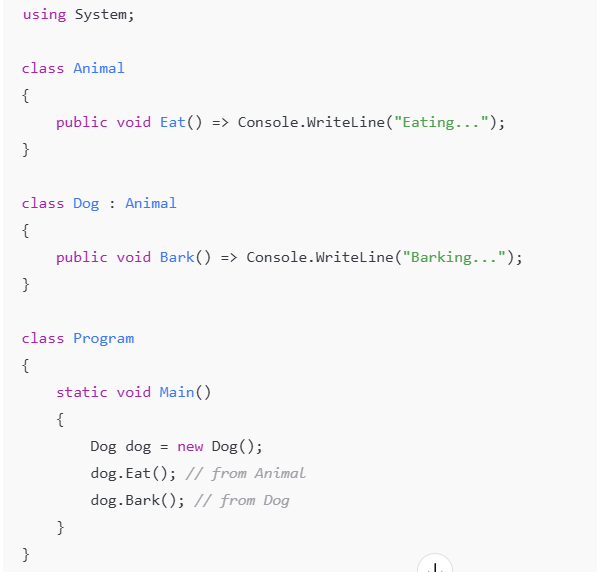 using System;

class Animal
{
    public void Eat() => Console.WriteLine("Eating...");
}

class Dog : Animal
{
    public void Bark() => Console.WriteLine("Barking...");
}

class Program
{
    static void Main()
    {
        Dog dog = new Dog();
        dog.Eat(); // from Animal
        dog.Bark(); // from Dog
    }
}